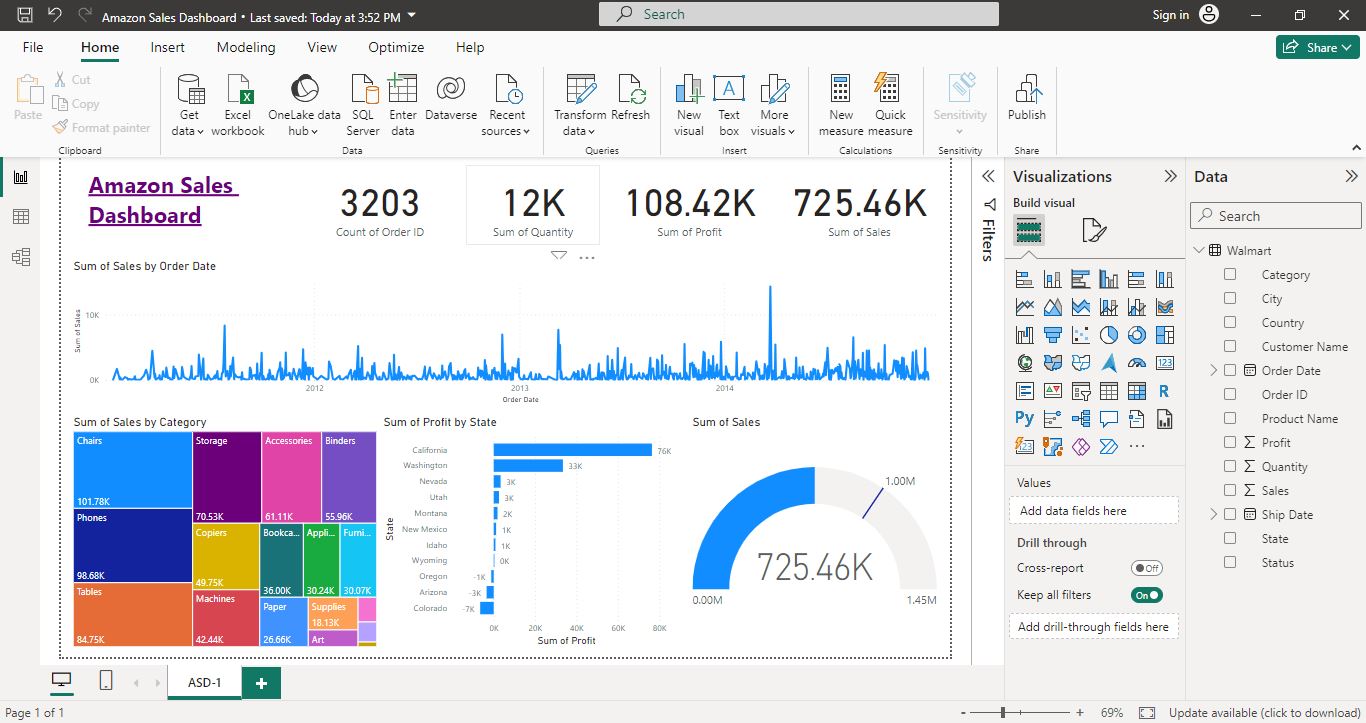 Amazon Sales Dashboard • Last saved: Today at 3:52 PM
Search
Sign in
File Home Insert Modeling View Optimize Help
Share
Paste
Cut
Copy
Format painter
Clipboard
Get data
Excel workbook
OneLake data hub
SQL Server
Enter data
Dataverse
Recent sources
Data
Transform data
Refresh
Queries
New visual
Text box
More visuals
Insert
New measure
Quick measure
Calculations
Sensitivity
Sensitivity
Publish
Share
Amazon Sales
Dashboard
3203
Count of Order ID
12K
Sum of Quantity
108.42K
Sum of Profit
725.46K
Sum of Sales
Sum of Sales by Order Date
Sum of Sales
10K
0K
2012 2013 2014
Order Date
Sum of Sales by Category
Chairs
101.78K
Phones
98.68K
Tables
84.75K
Storage
70.53K
Accessories
61.11K
Binders
55.96K
Copiers
49.75K
Machines
42.44K
Bookca...
36.00K
Appli...
30.24K
Furni...
30.07K
Paper
26.66K
Supplies
18.13K
Art
Sum of Profit by State
State
California 76K
Washington 33K
Nevada 3K
Utah 3K
Montana 2K
New Mexico 1K
Idaho 1K
Wyoming 0K
Oregon -1K
Arizona -3K
Colorado -7K
0K 20K 40K 60K 80K
Sum of Profit
Sum of Sales
1.00M
725.46K
0.00M 1.45M
Filters
Visualizations
Build visual
123
R
Py
123
Values
Add data fields here
Drill through
Cross-report Off
Keep all filters On
Add drill-through fields here
Data
Search
Walmart
Category
City
Country
Customer Name
Order Date
Order ID
Product Name
Profit
Quantity
Sales
Ship Date
State
Status
ASD-1
Page 1 of 1
- + 69%
Update available (click to download)